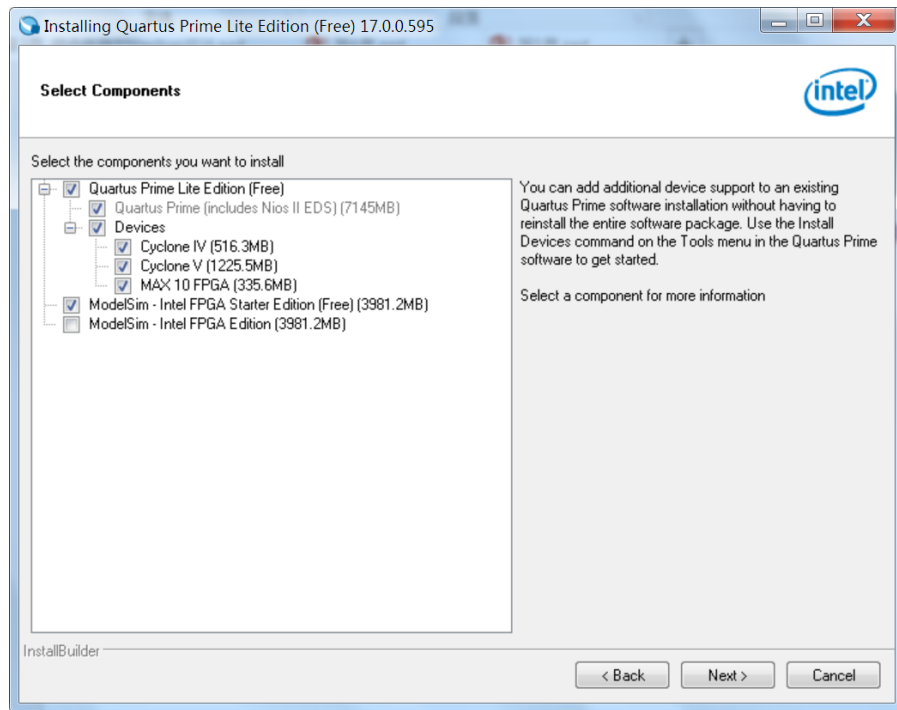 Installing Quartus Prime Lite Edition (Free) 17.0.0.595
Select Components
intel
Select the components you want to install
Quartus Prime Lite Edition (Free)
Quartus Prime (includes Nios II EDS) (7145MB)
Devices
Cyclone IV (516.3MB)
Cyclone V (1225.5MB)
MAX 10 FPGA (335.6MB)
ModelSim - Intel FPGA Starter Edition (Free) (3981.2MB)
ModelSim - Intel FPGA Edition (3981.2MB)
You can add additional device support to an existing
Quartus Prime software installation without having to
reinstall the entire software package. Use the Install
Devices command on the Tools menu in the Quartus Prime
software to get started.
Select a component for more information
InstallBuilder
< Back
Next >
Cancel